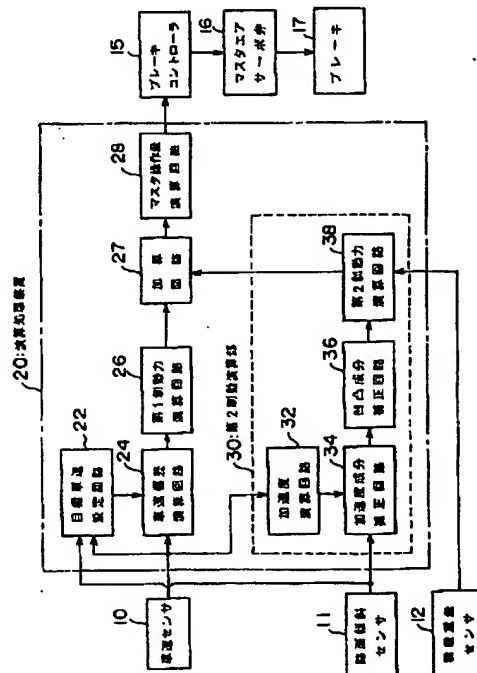 20:演算処理装置
22
目標車速
設定回路
24
車速偏差
演算回路
26
第1制動力
演算回路
27
加算
回路
28
マスタ操作量
演算回路
15
ブレーキ
コントローラ
16
マスタエア
サーボ弁
17
ブレーキ
30:第2制動演算部
32
加速度
演算回路
34
加速度成分
補正回路
36
凹凸成分
補正回路
38
第2制動力
演算回路
10
車速センサ
11
路面傾斜
センサ
12
積載重量
センサ